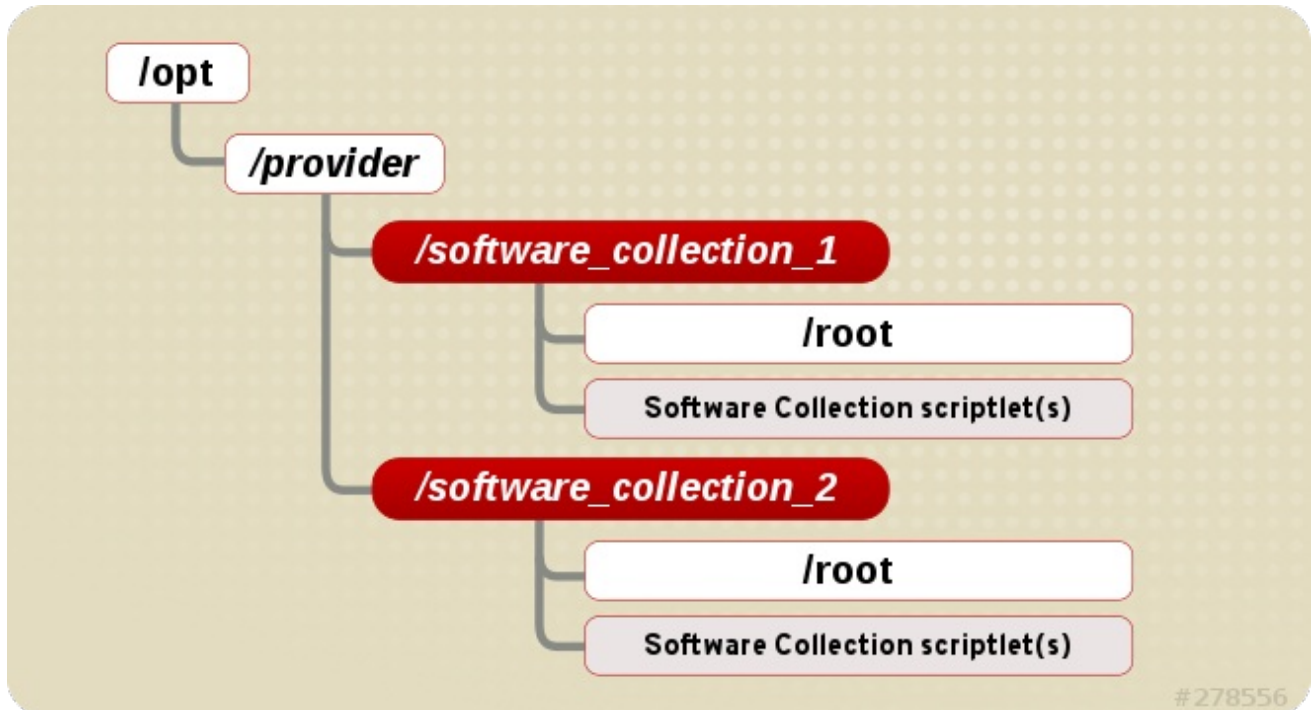 /opt
/provider
/software_collection_1
/root
Software Collection scriptlet(s)
/software_collection_2
/root
Software Collection scriptlet(s)
#278556